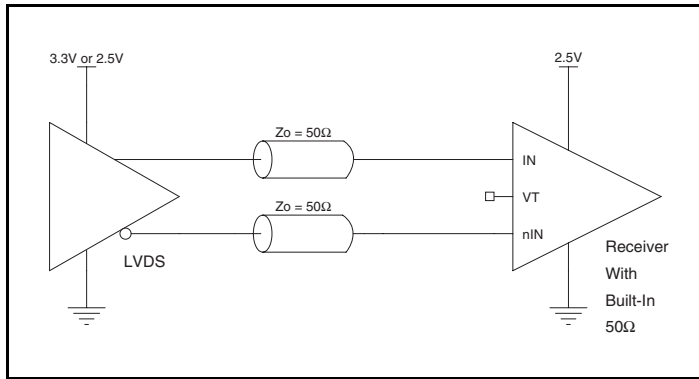 3.3V or 2.5V
2.5V
Zo = 50Ω
IN
VT
Zo = 50Ω
nIN
LVDS
Receiver
With
Built-In
50Ω